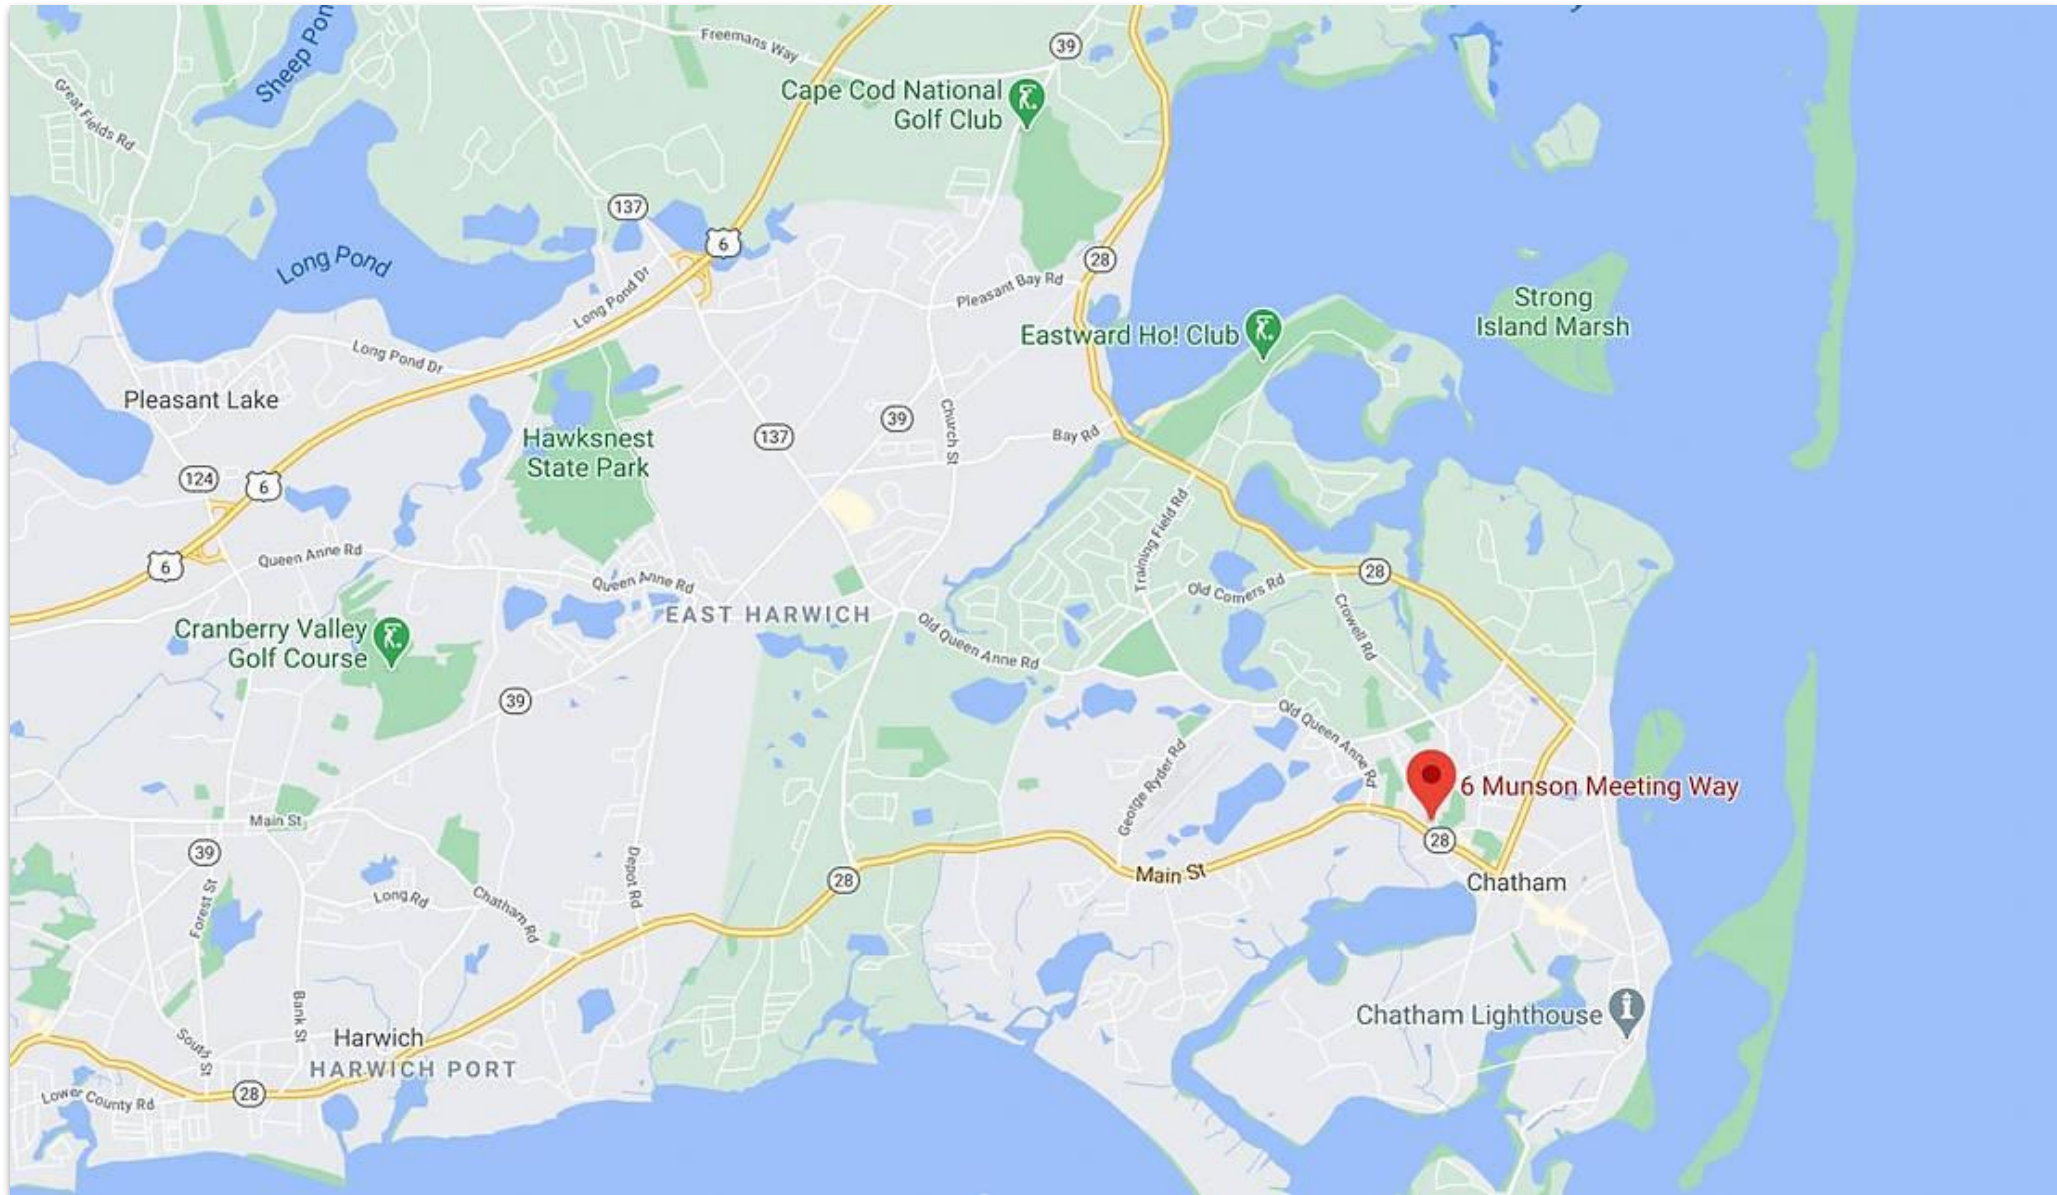 Sheep Pon
Freemans Way
39
Great Fields Rd
Cape Cod National
Golf Club
137
6
Long Pond
28
Long Pond Dr
Pleasant Bay Rd
Strong
Island Marsh
Eastward Ho! Club
Long Pond Dr
Pleasant Lake
Hawksnest
State Park
137
39
Church St
Bay Rd
124
6
Training Field Rd
6
Queen Anne Rd
Queen Anne Rd
28
Old Comers Rd
Crowell Rd
EAST HARWICH
Cranberry Valley
Golf Course
Old Queen Anne Rd
39
Old Queen Anne Rd
George Ryder Rd
6 Munson Meeting Way
Main St
28
39
Depot Rd
28
Main St
Chatham
Forest St
Long Rd
Chatham Rd
Bank St
Chatham Lighthouse
South St
Harwich
HARWICH PORT
28
Lower County Rd